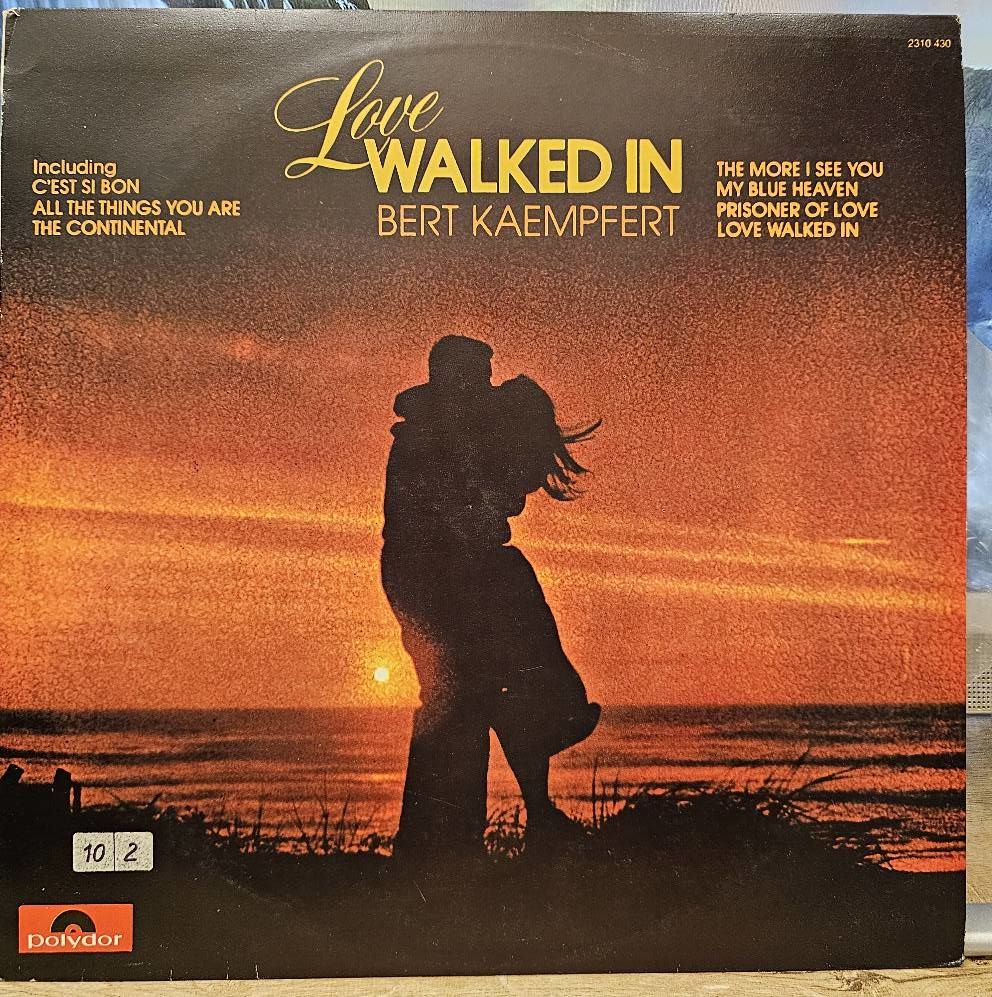 2310 430
Love
WALKED IN
BERT KAEMPFERT
Including
C'EST SI BON
ALL THE THINGS YOU ARE
THE CONTINENTAL
THE MORE I SEE YOU
MY BLUE HEAVEN
PRISONER OF LOVE
LOVE WALKED IN
10 2
polydor